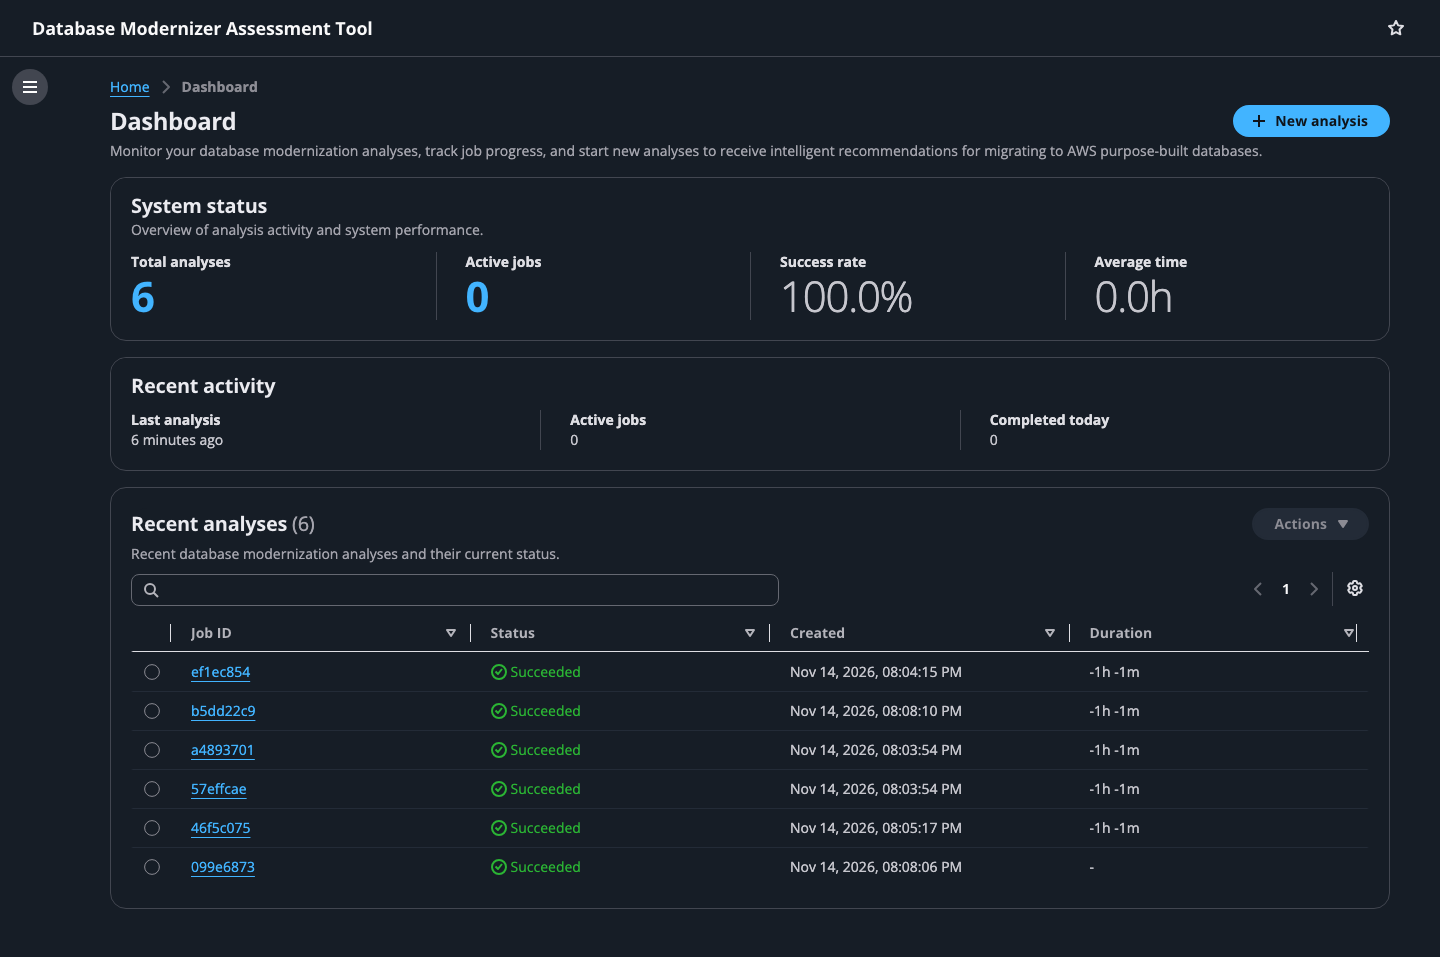 Database Modernizer Assessment Tool
Home Dashboard
Dashboard
New analysis
Monitor your database modernization analyses, track job progress, and start new analyses to receive intelligent recommendations for migrating to AWS purpose-built databases.
System status
Overview of analysis activity and system performance.
Total analyses Active jobs Success rate Average time
6 0 100.0% 0.0h
Recent activity
Last analysis Active jobs Completed today
6 minutes ago 0 0
Recent analyses (6)
Actions
Recent database modernization analyses and their current status.
1
Job ID Status Created Duration
ef1ec854 Succeeded Nov 14, 2026, 08:04:15 PM -1h -1m
b5dd22c9 Succeeded Nov 14, 2026, 08:08:10 PM -1h -1m
a4893701 Succeeded Nov 14, 2026, 08:03:54 PM -1h -1m
57effcae Succeeded Nov 14, 2026, 08:03:54 PM -1h -1m
46f5c075 Succeeded Nov 14, 2026, 08:05:17 PM -1h -1m
099e6873 Succeeded Nov 14, 2026, 08:08:06 PM -